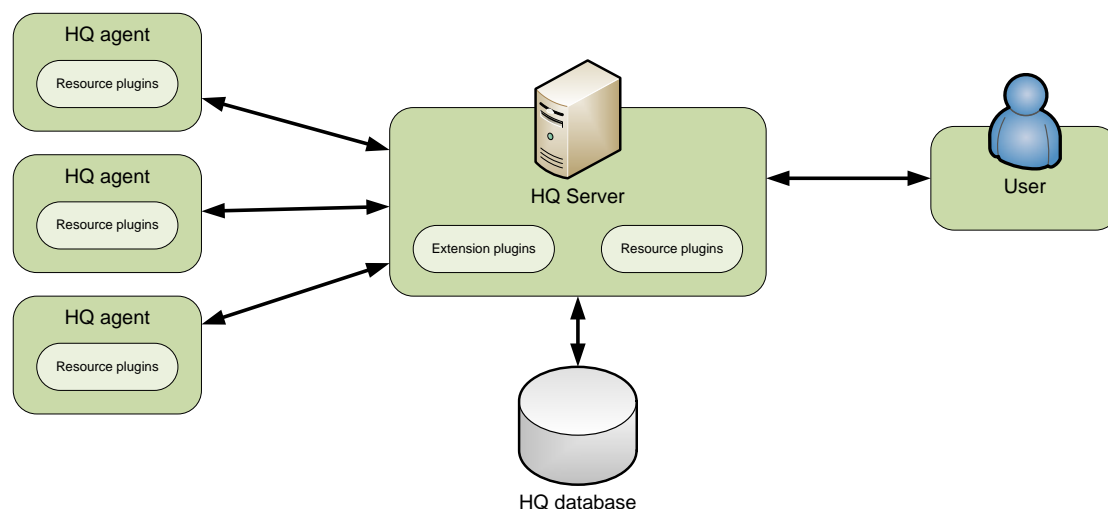 HQ agent
Resource plugins
HQ agent
Resource plugins
HQ agent
Resource plugins
HQ Server
Extension plugins
Resource plugins
User
HQ database